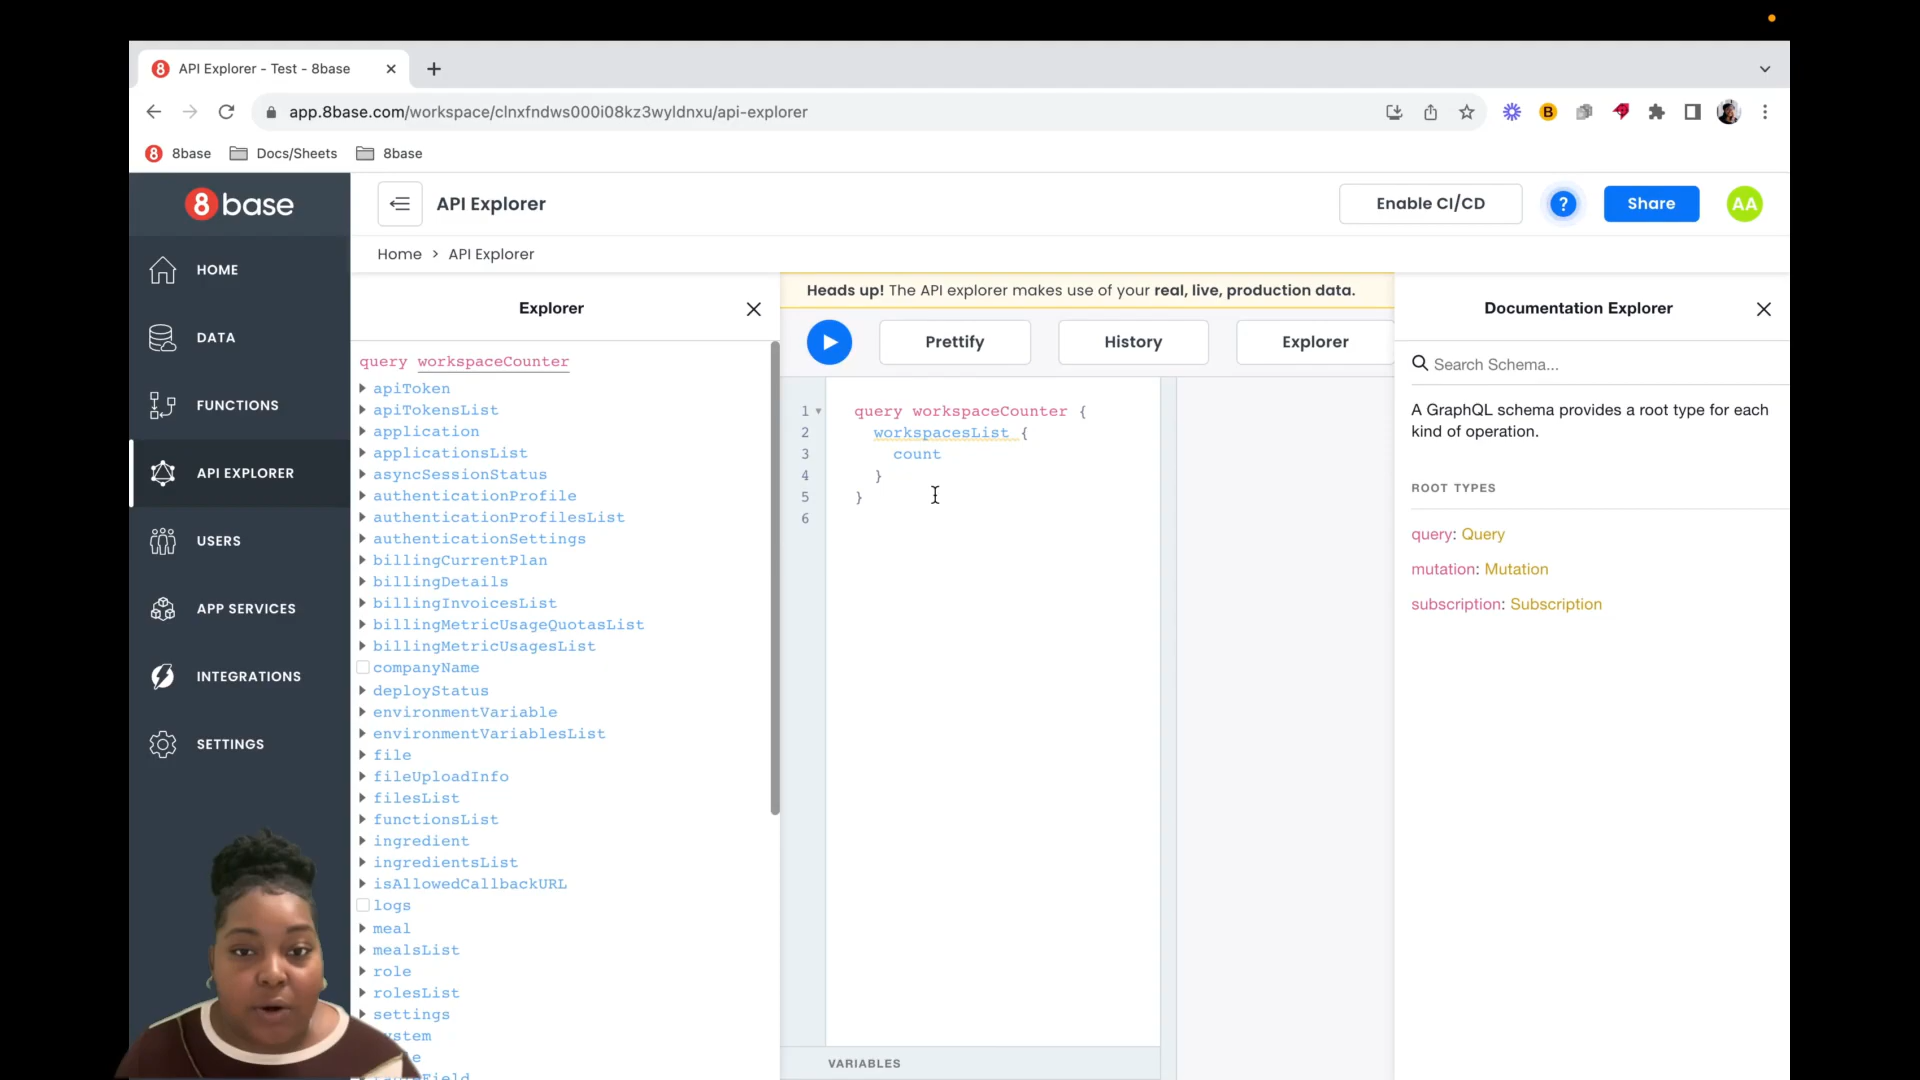 API Explorer - Test - 8base
app.8base.com/workspace/clnxfndws000i08kz3wyldnxu/api-explorer
8base
Docs/Sheets
8base
8 base
API Explorer
Enable CI/CD
?
Share
AA
Home > API Explorer
HOME
DATA
FUNCTIONS
API EXPLORER
USERS
APP SERVICES
INTEGRATIONS
SETTINGS
Explorer
query workspaceCounter
apiToken
apiTokensList
application
applicationsList
asyncSessionStatus
authenticationProfile
authenticationProfilesList
authenticationSettings
billingCurrentPlan
billingDetails
billingInvoicesList
billingMetricUsageQuotasList
billingMetricUsagesList
companyName
deployStatus
environmentVariable
environmentVariablesList
file
fileUploadInfo
filesList
functionsList
ingredient
ingredientsList
isAllowedCallbackURL
logs
meal
mealsList
role
rolesList
settings
Heads up! The API explorer makes use of your real, live, production data.
Prettify
History
Explorer
1 query workspaceCounter {
2 workspacesList {
3 count
4 }
5 }
6
VARIABLES
Documentation Explorer
Search Schema...
A GraphQL schema provides a root type for each
kind of operation.
ROOT TYPES
query: Query
mutation: Mutation
subscription: Subscription